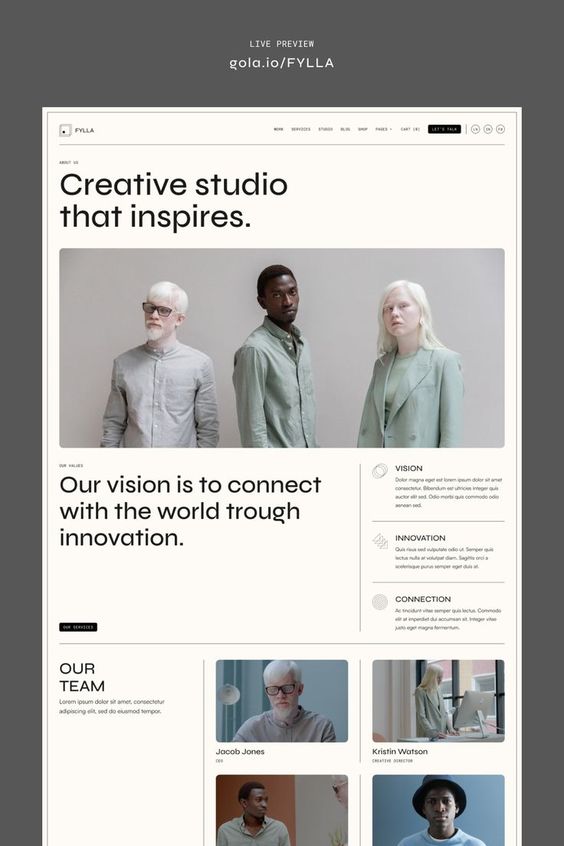 LIVE PREVIEW
gola.io/FYLLA
FYLLA
WORK SERVICES STUDIO BLOG SHOP PAGES CART (0) LET'S TALK
ABOUT US
Creative studio
that inspires.
OUR VALUES
Our vision is to connect
with the world trough
innovation.
OUR SERVICES
VISION
Dolor magna eget est lorem ipsum dolor sit amet
consectetur. Bibendum est ultricies integer quis
auctor elit sed. Odio morbi quis commodo odio
aenean sed.
INNOVATION
Quis risus sed vulputate odio ut. Semper quis
lectus nulla at volutpat diam. Sagittis orci a
scelerisque purus semper eget duis at.
CONNECTION
Ac tincidunt vitae semper quis lectus. Commodo
elit at imperdiet dui accumsan sit. Integer vitae
justo eget magna fermentum.
OUR
TEAM
Lorem ipsum dolor sit amet, consectetur
adipiscing elit, sed do eiusmod tempor.
Jacob Jones
CEO
Kristin Watson
CREATIVE DIRECTOR